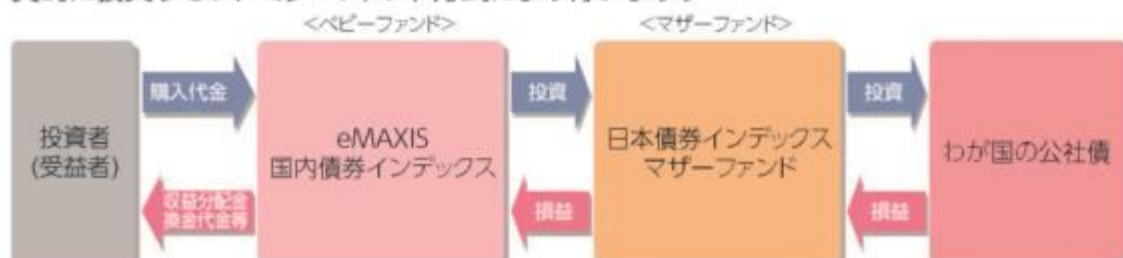 <ベビーファンド>
<マザーファンド>
投資者
(受益者)
購入代金
収益分配金
換金代金等
eMAXIS
国内債券インデックス
投資
損益
日本債券インデックス
マザーファンド
投資
損益
わが国の公社債